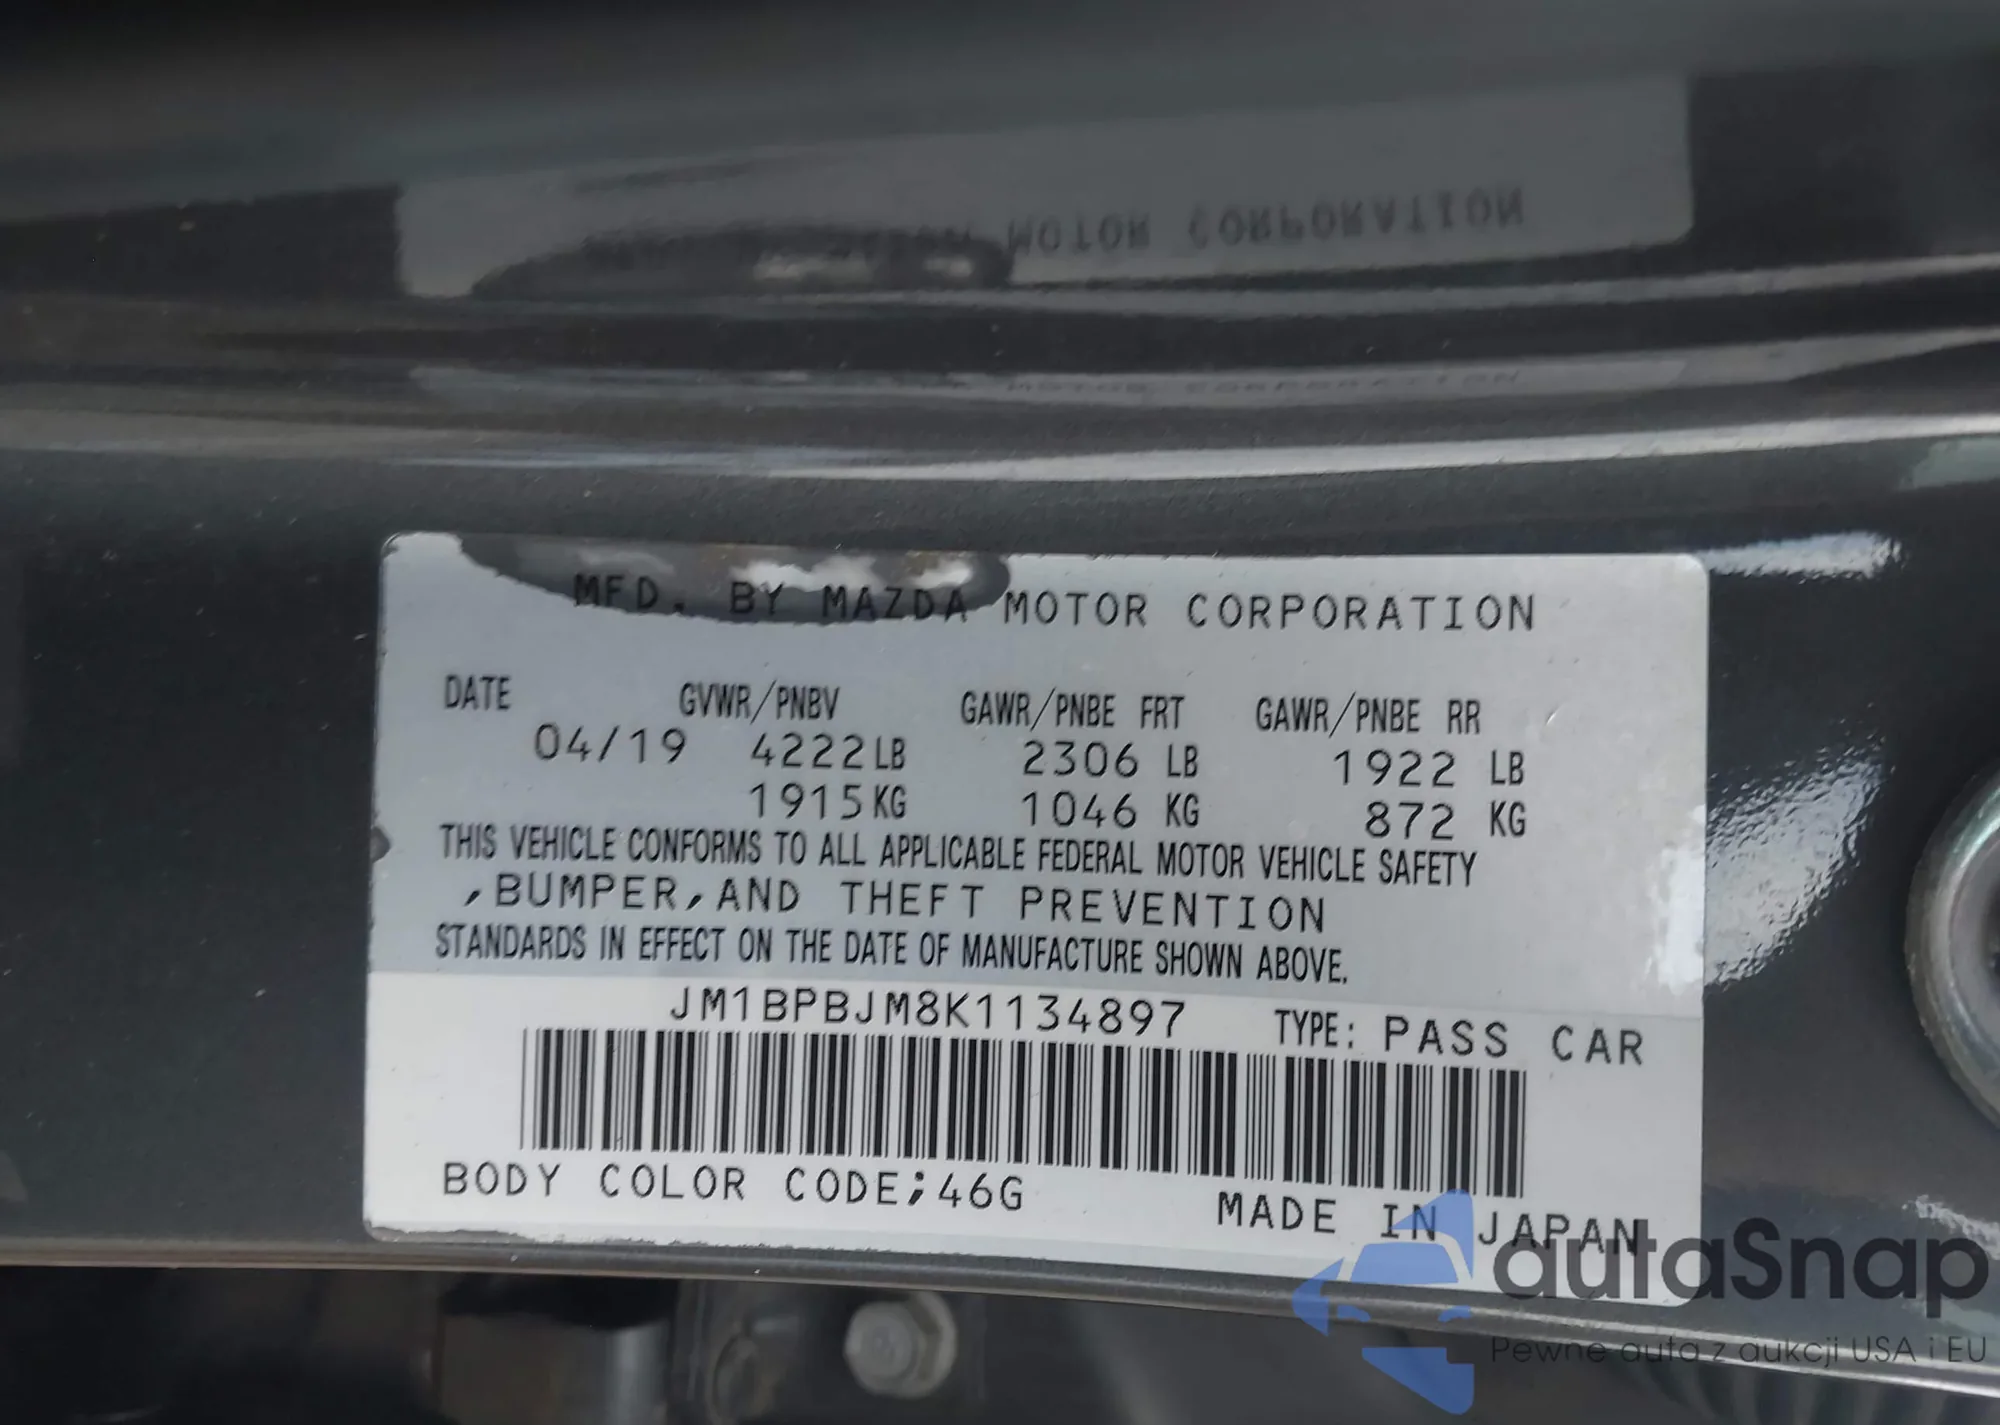 MFD. BY MAZDA MOTOR CORPORATION
DATE GVWR/PNBV GAWR/PNBE FRT GAWR/PNBE RR
04/19 4222 LB 2306 LB 1922 LB
1915 KG 1046 KG 872 KG
THIS VEHICLE CONFORMS TO ALL APPLICABLE FEDERAL MOTOR VEHICLE SAFETY
,BUMPER,AND THEFT PREVENTION
STANDARDS IN EFFECT ON THE DATE OF MANUFACTURE SHOWN ABOVE.
JM1BPBJM8K1134897 TYPE: PASS CAR
BODY COLOR CODE;46G
MADE IN JAPAN
autaSnap
Pewne auta z aukcji USA i EU